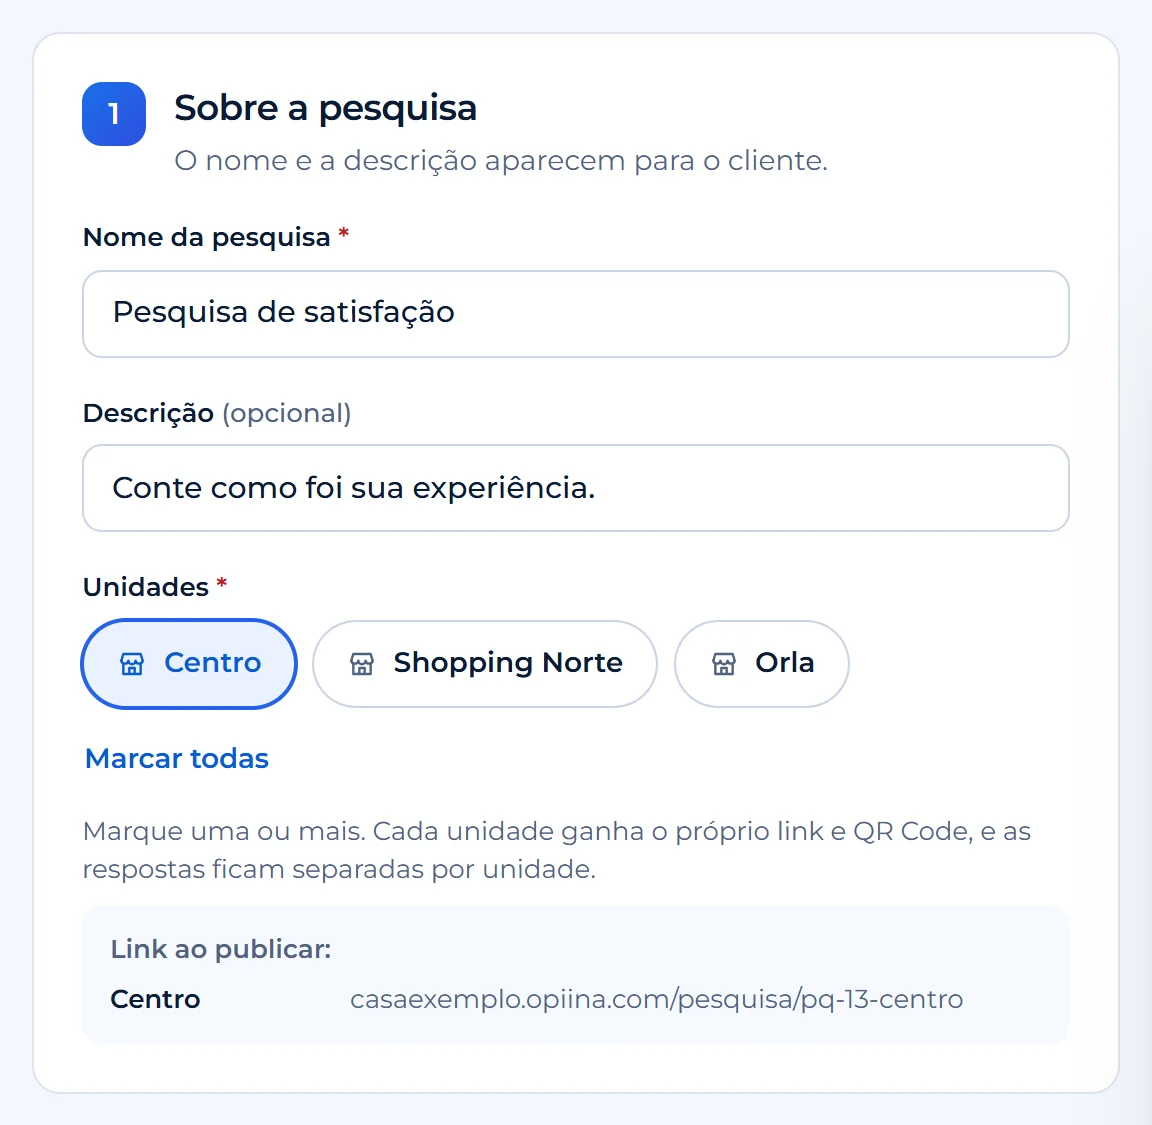 1
Sobre a pesquisa
O nome e a descrição aparecem para o cliente.
Nome da pesquisa *
Pesquisa de satisfação
Descrição (opcional)
Conte como foi sua experiência.
Unidades *
Centro
Shopping Norte
Orla
Marcar todas
Marque uma ou mais. Cada unidade ganha o próprio link e QR Code, e as
respostas ficam separadas por unidade.
Link ao publicar:
Centro casaexemplo.opiina.com/pesquisa/pq-13-centro